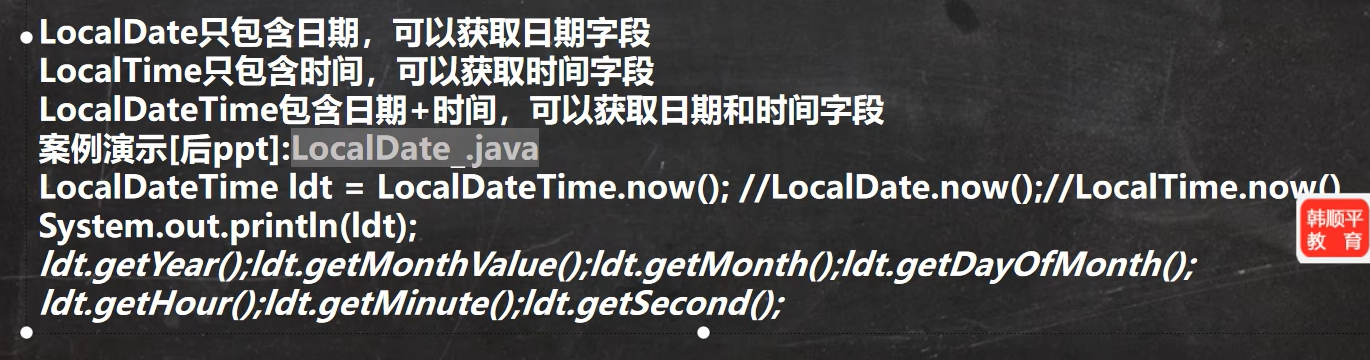 LocalDate只包含日期，可以获取日期字段
LocalTime只包含时间，可以获取时间字段
LocalDateTime包含日期+时间，可以获取日期和时间字段
案例演示[后ppt]:LocalDate_.java
LocalDateTime ldt = LocalDateTime.now(); //LocalDate.now();//LocalTime.now()
System.out.println(ldt);
ldt.getYear();ldt.getMonthValue();ldt.getMonth();ldt.getDayOfMonth();
ldt.getHour();ldt.getMinute();ldt.getSecond();
韩顺平
教 育